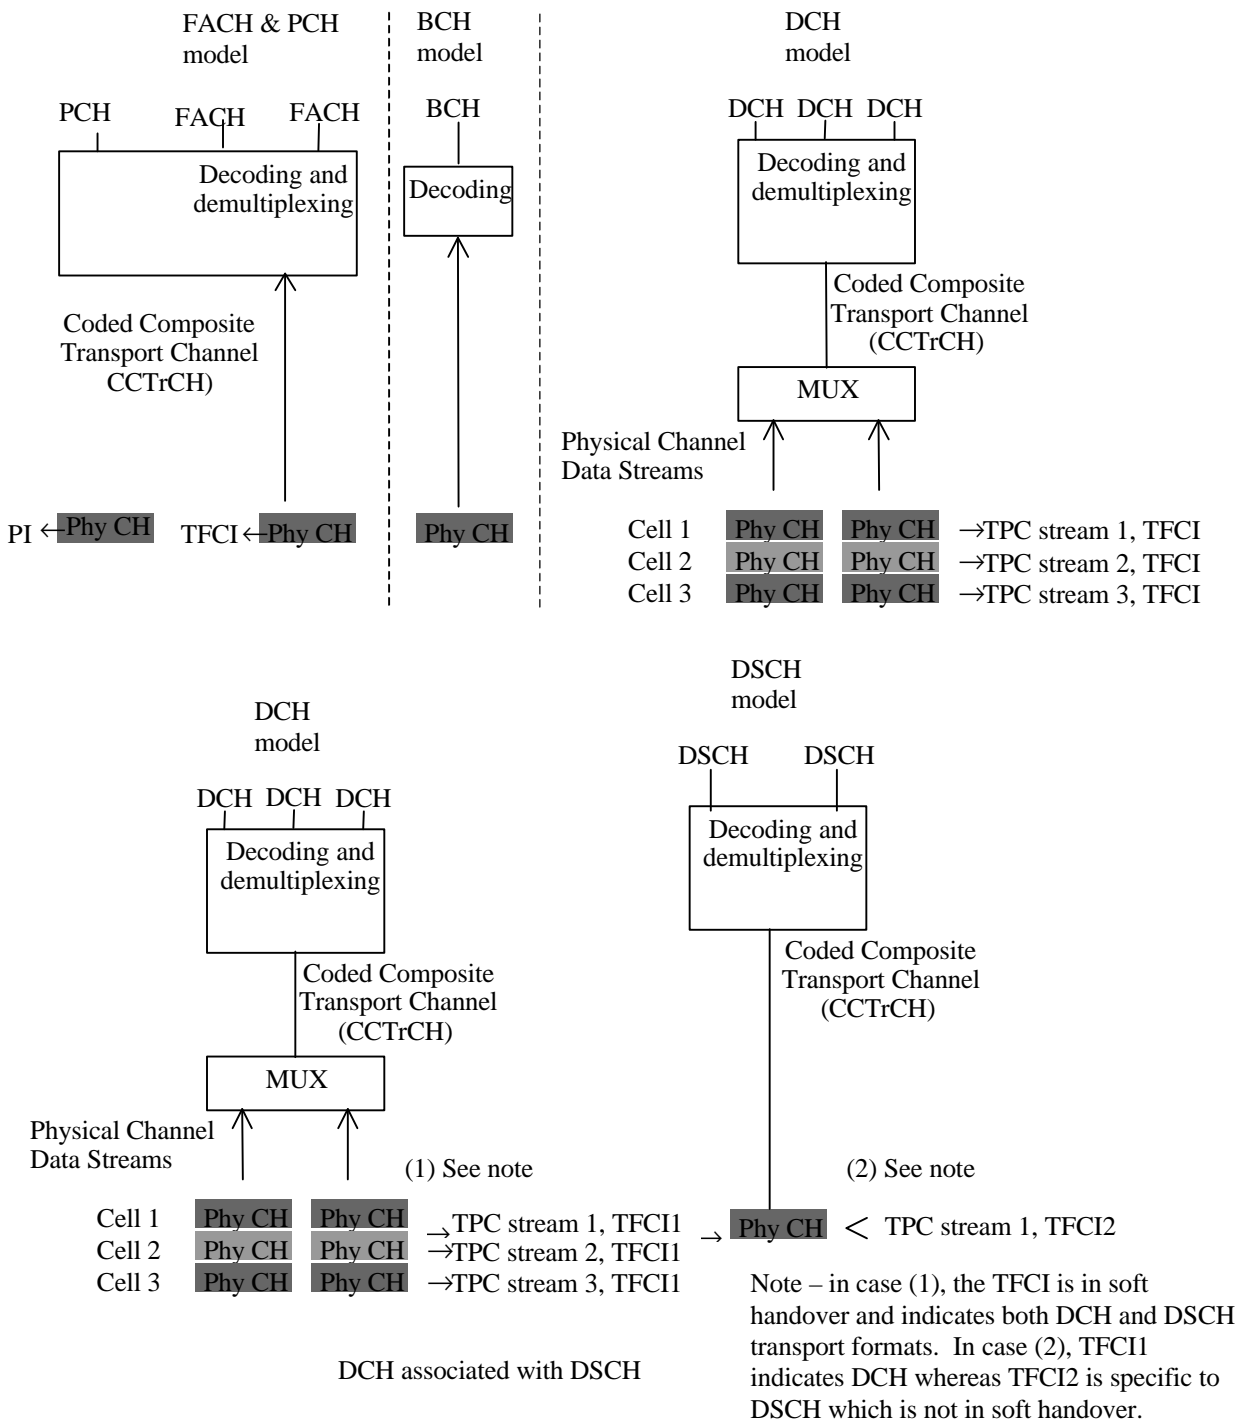 FACH & PCH
model
BCH
model
DCH
model
PCH
FACH
FACH
BCH
DCH DCH DCH
Decoding and
demultiplexing
Decoding
Decoding and
demultiplexing
Coded Composite
Transport Channel
CCTrCH)
Coded Composite
Transport Channel
(CCTrCH)
MUX
Physical Channel
Data Streams
PI ← Phy CH
TFCI ← Phy CH
Phy CH
Cell 1 Phy CH Phy CH → TPC stream 1, TFCI
Cell 2 Phy CH Phy CH → TPC stream 2, TFCI
Cell 3 Phy CH Phy CH → TPC stream 3, TFCI
DCH
model
DSCH
model
DCH DCH DCH
DSCH DSCH
Decoding and
demultiplexing
Decoding and
demultiplexing
Coded Composite
Transport Channel
(CCTrCH)
Coded Composite
Transport Channel
(CCTrCH)
MUX
Physical Channel
Data Streams
(1) See note
(2) See note
Cell 1 Phy CH Phy CH → TPC stream 1, TFCI1 → Phy CH < TPC stream 1, TFCI2
Cell 2 Phy CH Phy CH → TPC stream 2, TFCI1
Cell 3 Phy CH Phy CH → TPC stream 3, TFCI1
DCH associated with DSCH
Note – in case (1), the TFCI is in soft
handover and indicates both DCH and DSCH
transport formats. In case (2), TFCI1
indicates DCH whereas TFCI2 is specific to
DSCH which is not in soft handover.